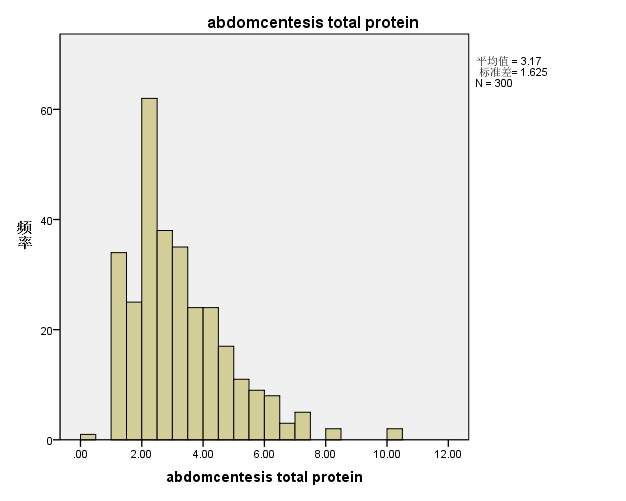 abdomcentesis total protein
平均值 = 3.17
标准差= 1.625
N = 300
60
40
20
0
频率
.00 2.00 4.00 6.00 8.00 10.00 12.00
abdomcentesis total protein